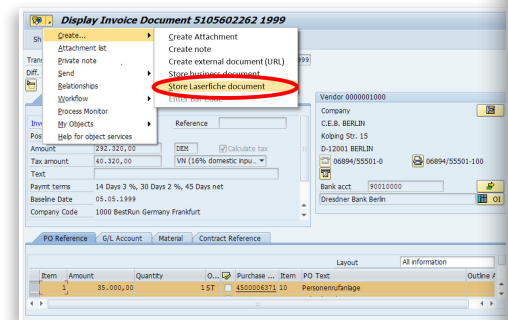 Display Invoice Document 5105602262 1999
Create...
Attachment list
Private note
Send
Relationships
Workflow
Process Monitor
My Objects
Help for object services
Create Attachment
Create note
Create external document (URL)
Store business document
Store Laserfiche document
Enter Bar Code
Sh
Tran
999
Diff.
Inv
Reference
Pos
Amount 292.320,00 DEM Calculate tax
Tax amount 40.320,00 VN (16% domestic inpu..
Text
Paymt terms 14 Days 3 %, 30 Days 2 %, 45 Days net
Baseline Date 05.05.1999
Company Code 1000 BestRun Germany Frankfurt
Vendor 0000001000
Company
C.E.B. BERLIN
Kolping Str. 15
D-12001 BERLIN
06894/55501-0 06894/55501-100
Bank acct 90010000
Dresdner Bank Berlin OI
PO Reference G/L Account Material Contract Reference
Layout All information
Item Amount Quantity O... Purchase ... Item PO Text Outline A
1 35.000,00 1 ST 4500006371 10 Personenrufanlage